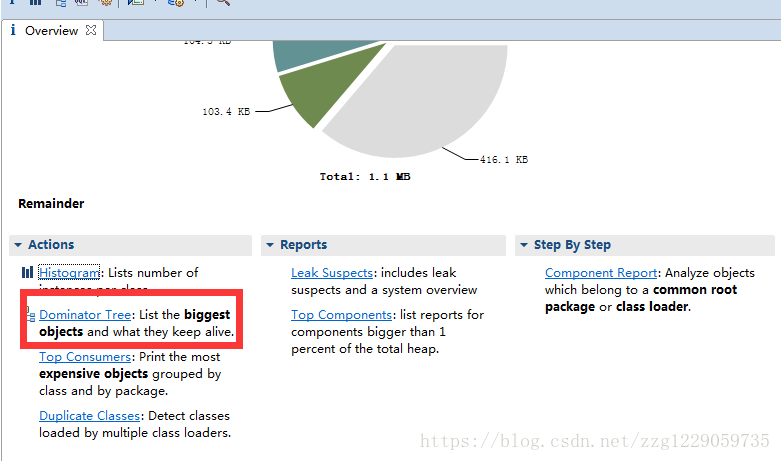 i Overview
104.5 KB
103.4 KB
416.1 KB
Total: 1.1 MB
Remainder
Actions
Histogram: Lists number of
instances per class
Dominator Tree: List the biggest
objects and what they keep alive.
Top Consumers: Print the most
expensive objects grouped by
class and by package.
Duplicate Classes: Detect classes
loaded by multiple class loaders.
Reports
Leak Suspects: includes leak
suspects and a system overview
Top Components: list reports for
components bigger than 1
percent of the total heap.
Step By Step
Component Report: Analyze objects
which belong to a common root
package or class loader.
https://blog.csdn.net/zzg1229059735